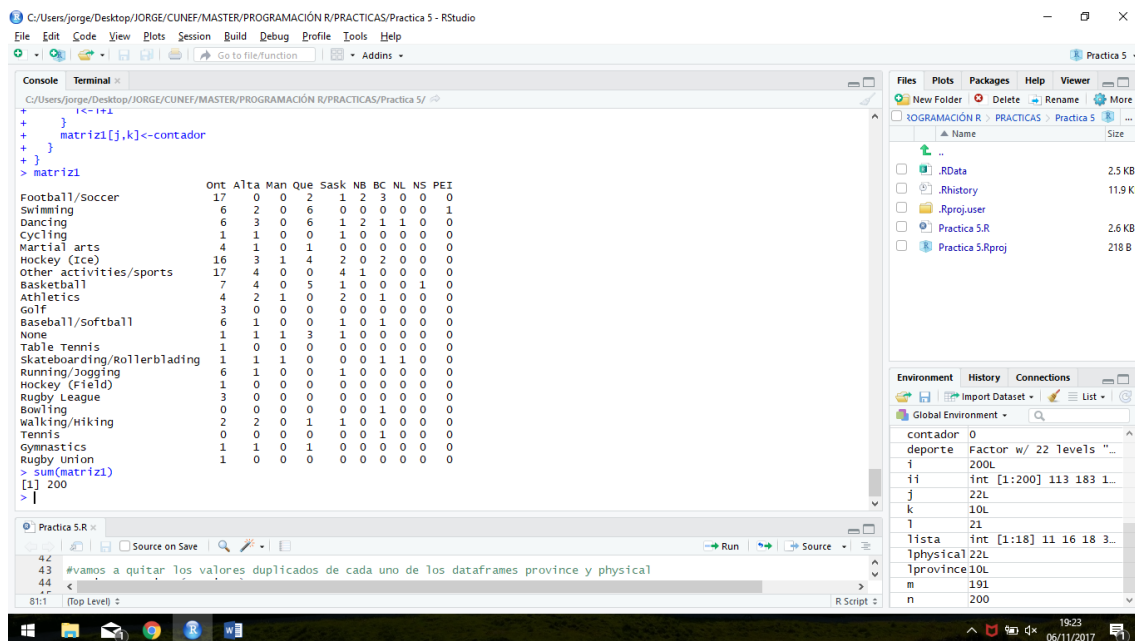 C:/Users/jorge/Desktop/JORGE/CUNEF/MASTER/PROGRAMACIÓN R/PRACTICAS/Practica 5 - RStudio
File Edit Code View Plots Session Build Debug Profile Tools Help
Go to file/function Addins Practica 5
Console Terminal
C:/Users/jorge/Desktop/JORGE/CUNEF/MASTER/PROGRAMACIÓN R/PRACTICAS/Practica 5/
+ i<-i+1
+ }
+ matriz1[j,k]<-contador
+ }
+ }
> matriz1
Ont Alta Man Que Sask NB BC NL NS PEI
Football/Soccer 17 0 0 2 1 2 3 0 0 0
Swimming 6 2 0 6 0 0 0 0 0 1
Dancing 6 3 0 6 1 2 1 1 0 0
Cycling 1 1 0 0 1 0 0 0 0 0
Martial arts 4 1 0 1 0 0 0 0 0 0
Hockey (Ice) 16 3 1 4 2 0 2 0 0 0
Other activities/sports 17 4 0 0 4 1 0 0 0 0
Basketball 7 4 0 5 1 0 0 0 1 0
Athletics 4 2 1 0 2 0 1 0 0 0
Golf 3 0 0 0 0 0 0 0 0 0
Baseball/Softball 6 1 0 0 1 0 1 0 0 0
None 1 1 1 3 1 0 0 0 0 0
Table Tennis 1 0 0 0 0 0 0 0 0 0
Skateboarding/Rollerblading 1 1 1 0 0 0 1 1 0 0
Running/Jogging 6 1 0 0 1 0 0 0 0 0
Hockey (Field) 1 0 0 0 0 0 0 0 0 0
Rugby League 3 0 0 0 0 0 0 0 0 0
Bowling 0 0 0 0 0 0 1 0 0 0
Walking/Hiking 2 2 0 1 1 0 0 0 0 0
Tennis 0 0 0 0 0 0 1 0 0 0
Gymnastics 1 1 0 1 0 0 0 0 0 0
Rugby Union 1 0 0 0 0 0 0 0 0 0
> sum(matriz1)
[1] 200
>
Practica 5.R
Source on Save Run Source
42
43 #vamos a quitar los valores duplicados de cada uno de los dataframes province y physical
44
81:1 (Top Level) R Script
Files Plots Packages Help Viewer
New Folder Delete Rename More
ROGRAMACIÓN R > PRACTICAS > Practica 5 ...
Name Size
..
.RData 2.5 KB
.Rhistory 11.9 K
.Rproj.user
Practica 5.R 2.6 KB
Practica 5.Rproj 218 B
Environment History Connections
Import Dataset List
Global Environment
contador 0
deporte Factor w/ 22 levels "…
i 200L
ii int [1:200] 113 183 1…
j 22L
k 10L
l 21
lista int [1:18] 11 16 18 3…
lphysical 22L
lprovince 10L
m 191
n 200
19:23
06/11/2017